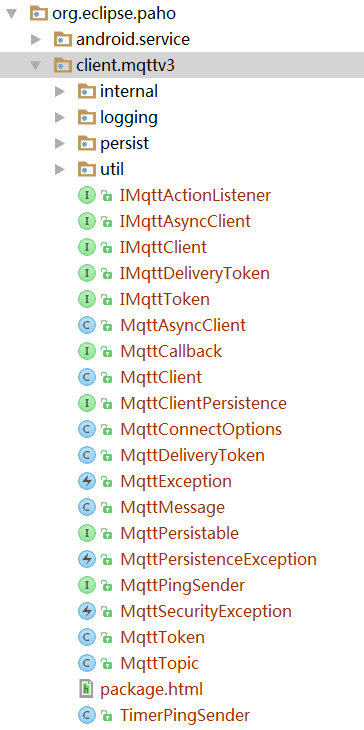 org.eclipse.paho
android.service
client.mqttv3
internal
logging
persist
util
I IMqttActionListener
I IMqttAsyncClient
I IMqttClient
I IMqttDeliveryToken
I IMqttToken
C MqttAsyncClient
I MqttCallback
C MqttClient
I MqttClientPersistence
C MqttConnectOptions
C MqttDeliveryToken
MqttException
C MqttMessage
I MqttPersistable
MqttPersistenceException
I MqttPingSender
MqttSecurityException
C MqttToken
C MqttTopic
h package.html
C TimerPingSender